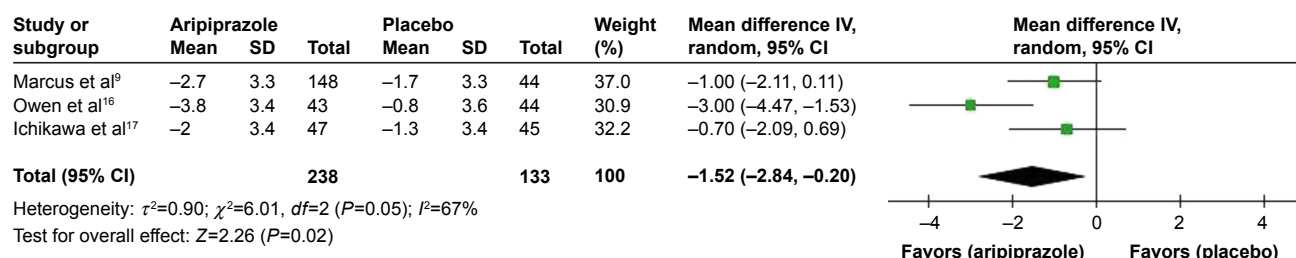 Study or Aripiprazole Placebo Weight Mean difference IV, Mean difference IV,
subgroup Mean SD Total Mean SD Total (%) random, 95% CI random, 95% CI
Marcus et al⁹ –2.7 3.3 148 –1.7 3.3 44 37.0 –1.00 (–2.11, 0.11)
Owen et al¹⁶ –3.8 3.4 43 –0.8 3.6 44 30.9 –3.00 (–4.47, –1.53)
Ichikawa et al¹⁷ –2 3.4 47 –1.3 3.4 45 32.2 –0.70 (–2.09, 0.69)
Total (95% CI) 238 133 100 –1.52 (–2.84, –0.20)
Heterogeneity: τ²=0.90; χ²=6.01, df=2 (P=0.05); I²=67%
Test for overall effect: Z=2.26 (P=0.02)
–4 –2 0 2 4
Favors (aripiprazole) Favors (placebo)